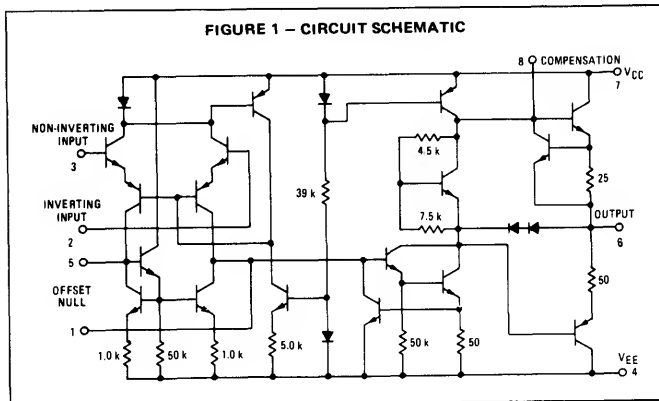 FIGURE 1 – CIRCUIT SCHEMATIC
8 COMPENSATION
VCC
7
NON-INVERTING
INPUT
3
4.5 k
39 k
25
INVERTING
INPUT
2
7.5 k
OUTPUT
6
5
OFFSET
NULL
50
1
1.0 k
50 k
1.0 k
5.0 k
50 k
50
VEE
4